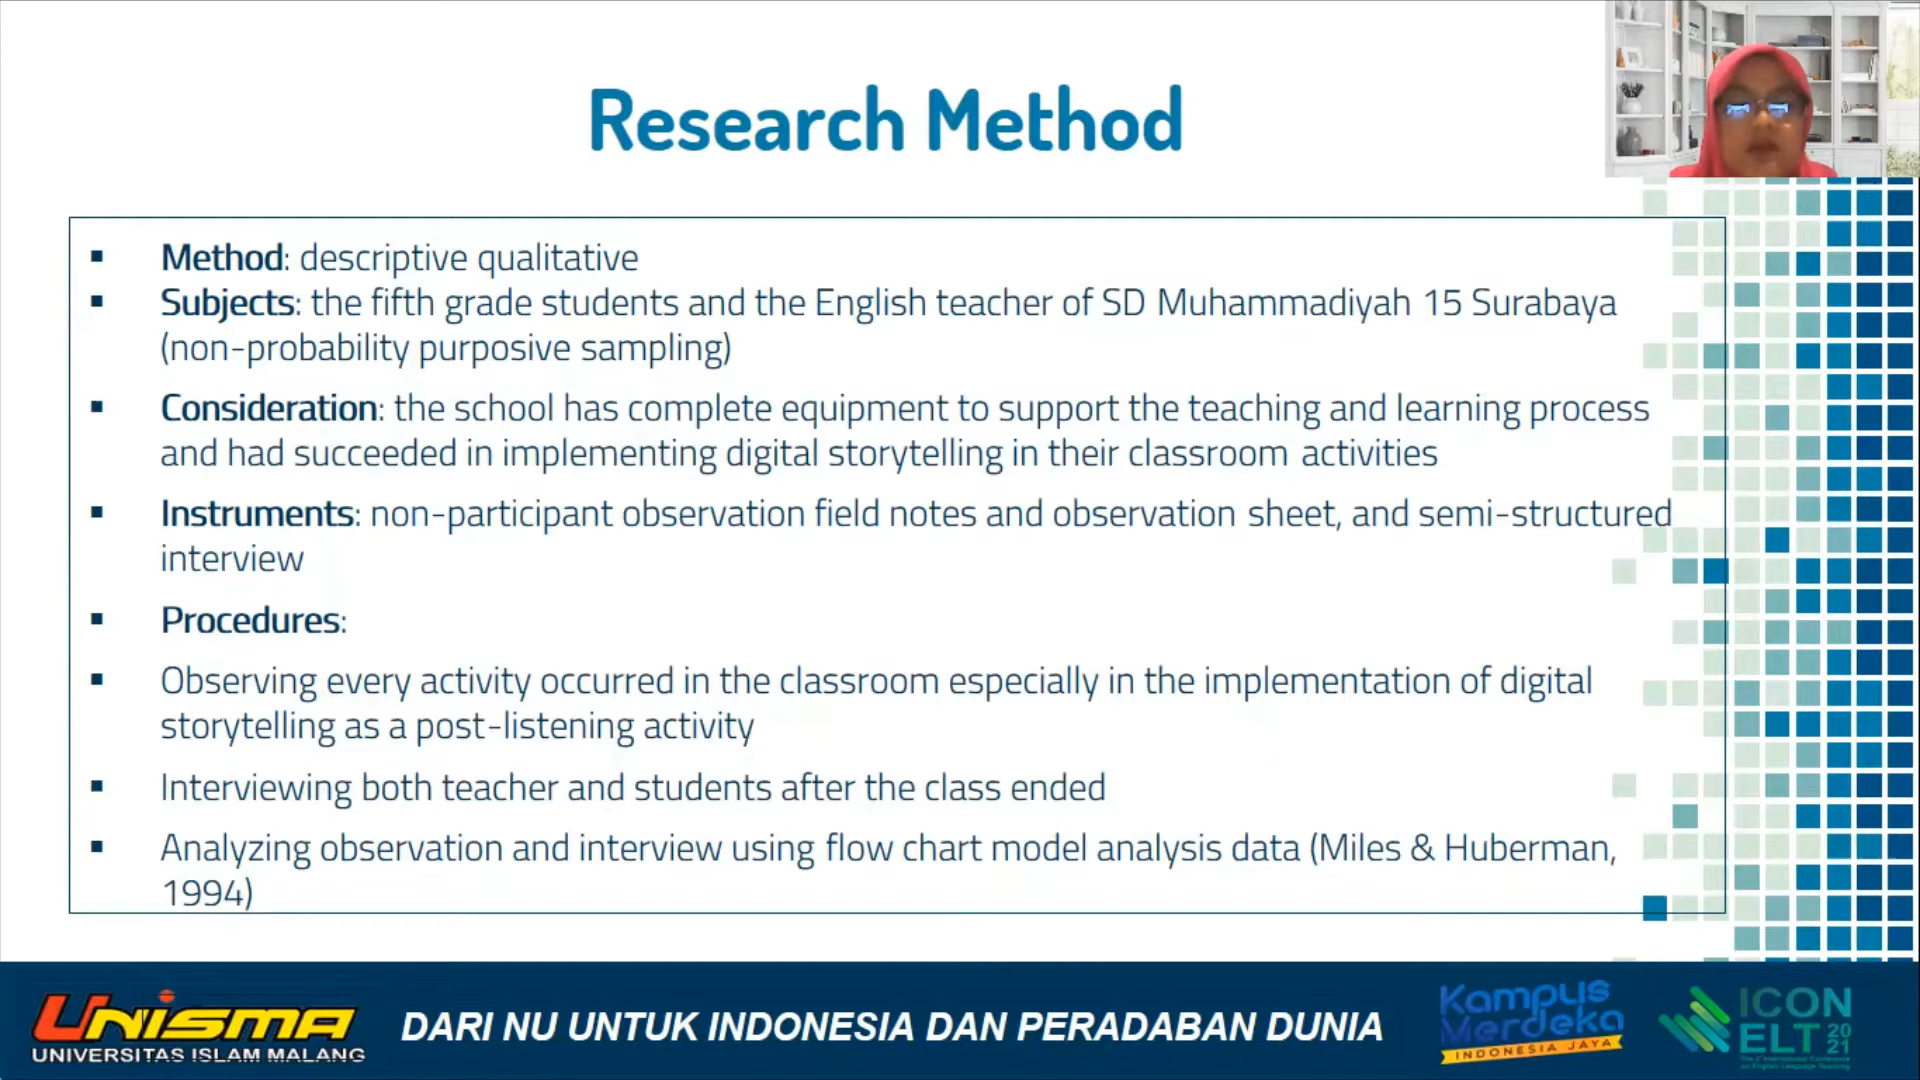 Research Method
▪ Method: descriptive qualitative
▪ Subjects: the fifth grade students and the English teacher of SD Muhammadiyah 15 Surabaya
(non-probability purposive sampling)
▪ Consideration: the school has complete equipment to support the teaching and learning process
and had succeeded in implementing digital storytelling in their classroom activities
▪ Instruments: non-participant observation field notes and observation sheet, and semi-structured
interview
▪ Procedures:
▪ Observing every activity occurred in the classroom especially in the implementation of digital
storytelling as a post-listening activity
▪ Interviewing both teacher and students after the class ended
▪ Analyzing observation and interview using flow chart model analysis data (Miles & Huberman,
1994)
UNISMA
UNIVERSITAS ISLAM MALANG
DARI NU UNTUK INDONESIA DAN PERADABAN DUNIA
Kampus
Merdeka
INDONESIA JAYA
ICON
ELT 20
21